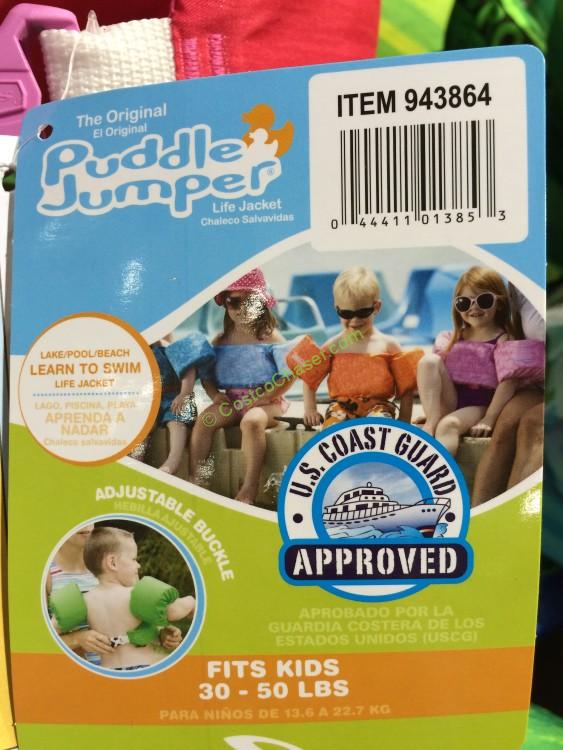 The Original
El Original
Puddle
Jumper®
Life Jacket
Chaleco Salvavidas
ITEM 943864
0 44411 01385 3
LAKE/POOL/BEACH
LEARN TO SWIM
LIFE JACKET
LAGO, PISCINA, PLAYA
APRENDA A
NADAR
Chaleco salvavidas
© CostcoChaser.com
U.S. COAST GUARD
APPROVED
ADJUSTABLE BUCKLE
HEBILLA AJUSTABLE
APROBADO POR LA
GUARDIA COSTERA DE LOS
ESTADOS UNIDOS (USCG)
FITS KIDS
30 - 50 LBS
PARA NIÑOS DE 13.6 A 22.7 KG